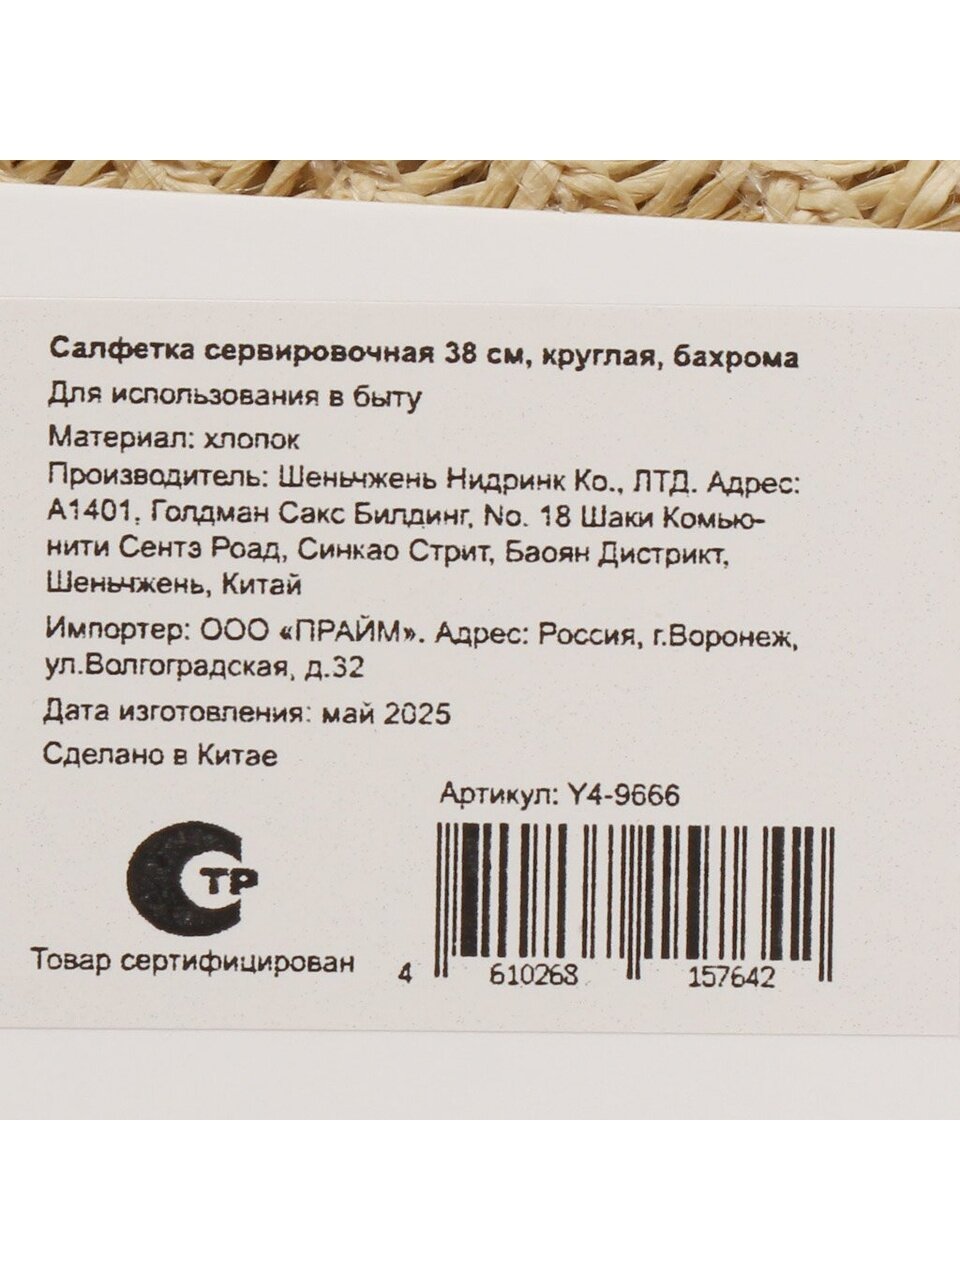 Салфетка сервировочная 38 см, круглая, бахрома
Для использования в быту
Материал: хлопок
Производитель: Шеньчжень Нидринк Ко., ЛТД. Адрес:
А1401, Голдман Сакс Билдинг, No. 18 Шаки Комью-
нити Сентэ Роад, Синкао Стрит, Баоян Дистрикт,
Шеньчжень, Китай
Импортер: ООО «ПРАЙМ». Адрес: Россия, г.Воронеж,
ул.Волгоградская, д.32
Дата изготовления: май 2025
Сделано в Китае
Артикул: Y4-9666
СТР
Товар сертифицирован
4 610268 157642